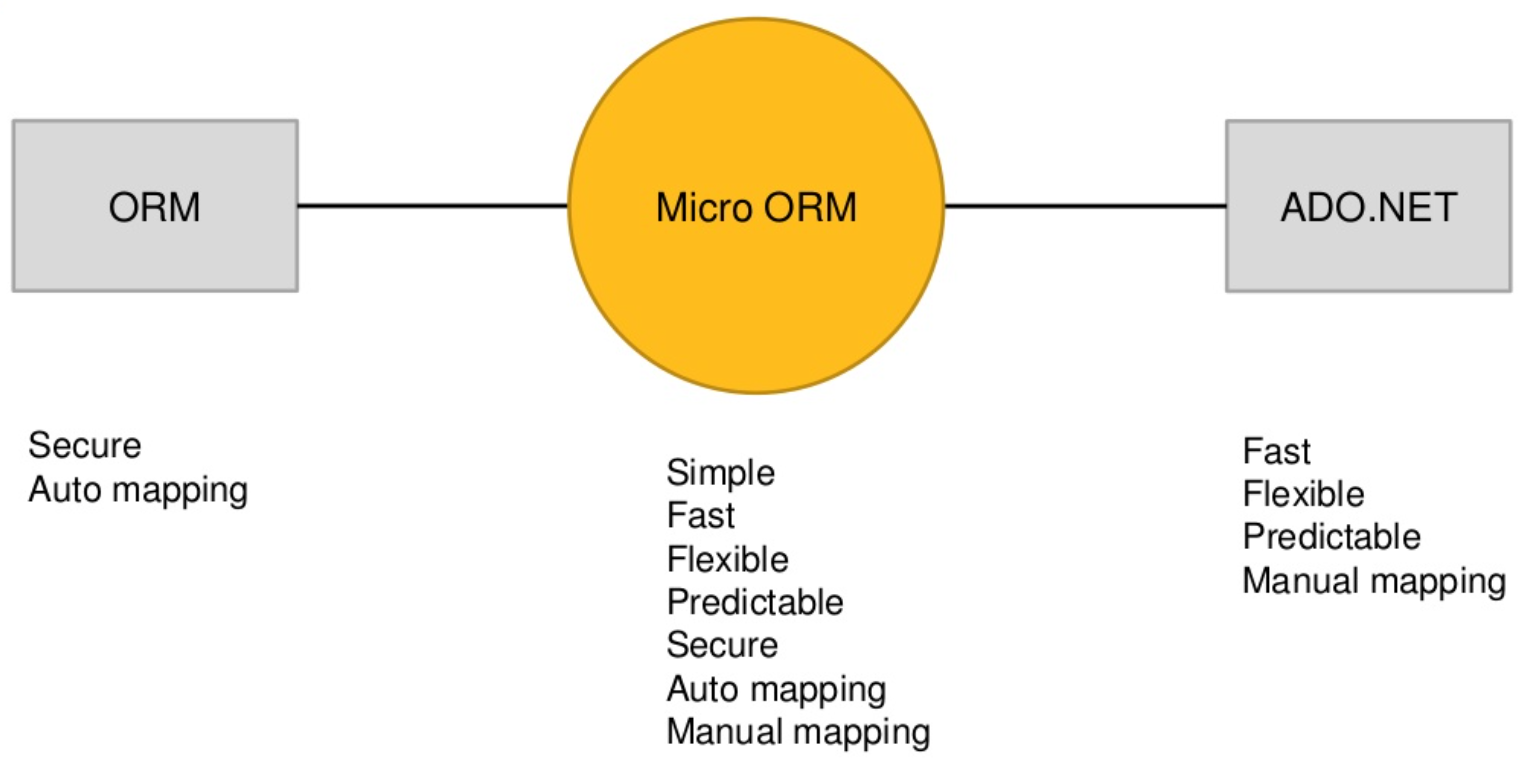 ORM
Micro ORM
ADO.NET
Secure
Auto mapping
Simple
Fast
Flexible
Predictable
Secure
Auto mapping
Manual mapping
Fast
Flexible
Predictable
Manual mapping